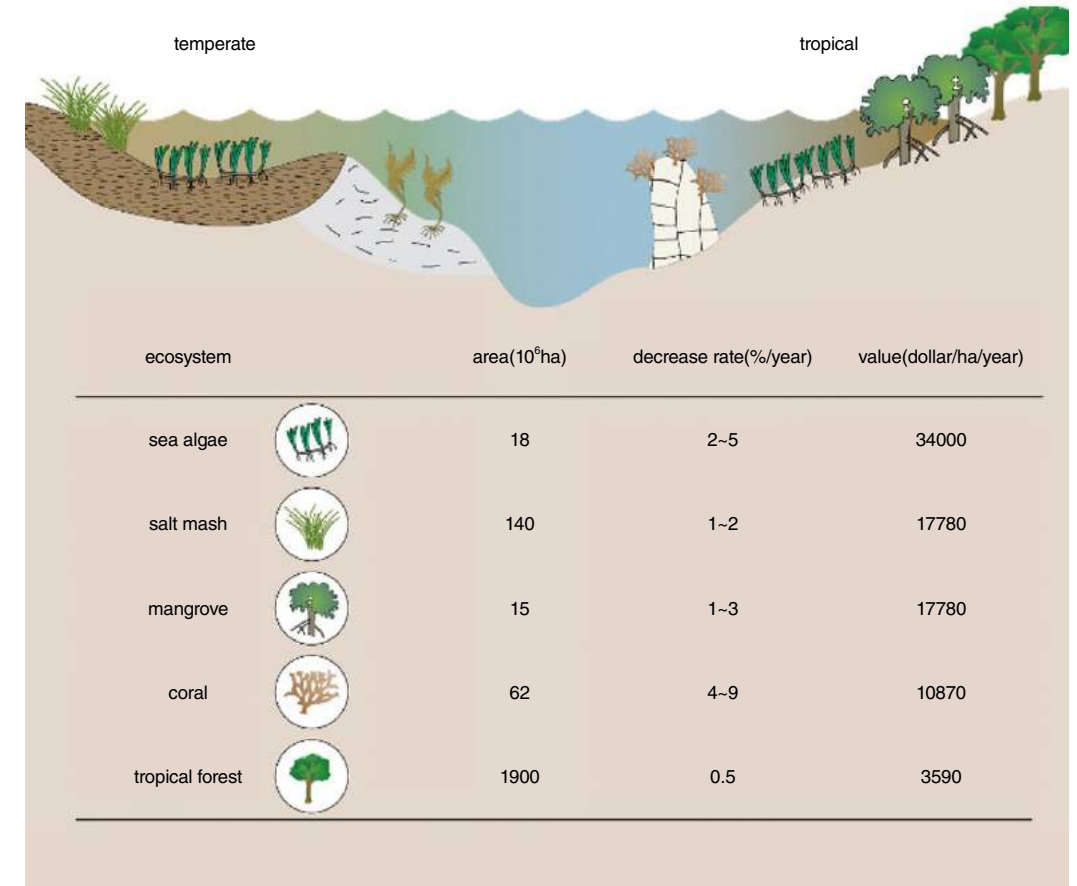 temperate tropical
ecosystem area(10⁶ha) decrease rate(%/year) value(dollar/ha/year)
sea algae 18 2~5 34000
salt mash 140 1~2 17780
mangrove 15 1~3 17780
coral 62 4~9 10870
tropical forest 1900 0.5 3590